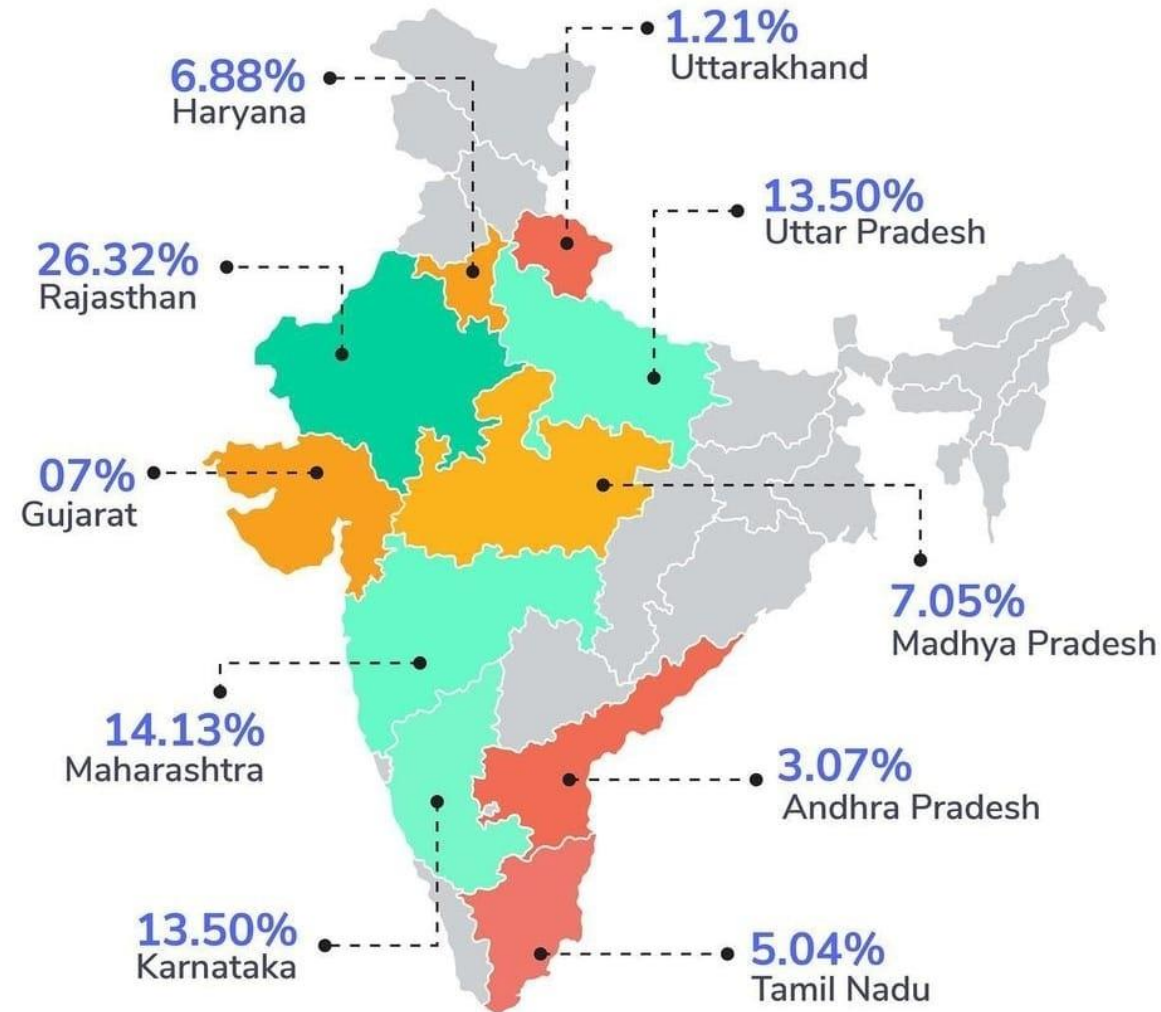 1.21%
Uttarakhand
6.88%
Haryana
13.50%
Uttar Pradesh
26.32%
Rajasthan
07%
Gujarat
7.05%
Madhya Pradesh
14.13%
Maharashtra
3.07%
Andhra Pradesh
13.50%
Karnataka
5.04%
Tamil Nadu